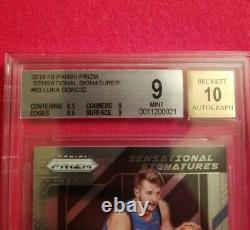 2018-19 PANINI PRIZM
SENSATIONAL SIGNATURES
LUKA DONCIC
9
MINT
CENTERING 9.5 CORNERS 9
EDGES 9.5 SURFACE 9
0011200021
BECKETT
10
AUTOGRAPH
PANINI
PRIZM
SENSATIONAL
SIGNATURES